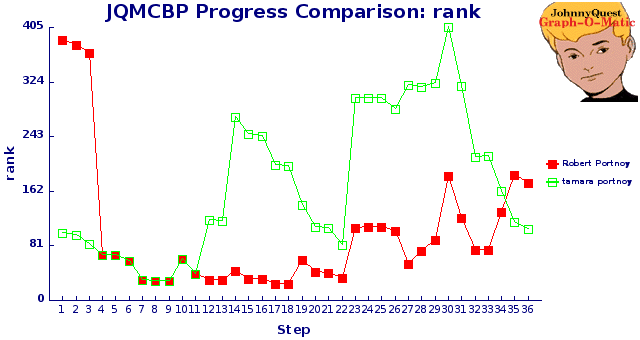 JQMCBP Progress Comparison: rank
JohnnyQuest
Graph-O-Matic
405
324
243
162
81
0
rank
1 2 3 4 5 6 7 8 9 10 11 12 13 14 15 16 17 18 19 20 21 22 23 24 25 26 27 28 29 30 31 32 33 34 35 36
Step
Robert Portnoy
tamara portnoy